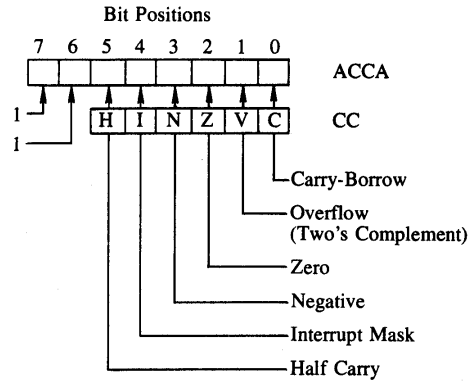 Bit Positions
7 6 5 4 3 2 1 0
ACCA
1
H I N Z V C CC
1
Carry-Borrow
Overflow
(Two's Complement)
Zero
Negative
Interrupt Mask
Half Carry